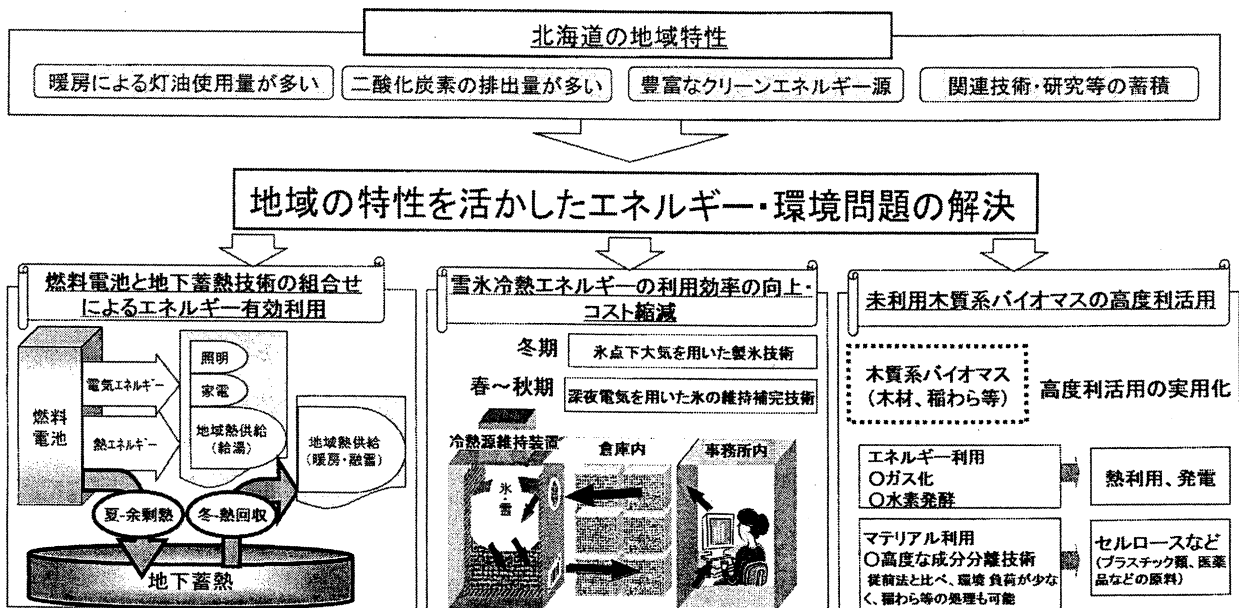 北海道の地域特性
暖房による灯油使用量が多い
二酸化炭素の排出量が多い
豊富なクリーンエネルギー源
関連技術・研究等の蓄積
地域の特性を活かしたエネルギー・環境問題の解決
燃料電池と地下蓄熱技術の組合せ
によるエネルギー有効利用
燃料
電池
電気エネルギー
熱エネルギー
照明
家電
地域熱供給
(給湯)
地域熱供給
(暖房・融雪)
夏-余剰熱
冬-熱回収
地下蓄熱
雪氷冷熱エネルギーの利用効率の向上・
コスト縮減
冬期
氷点下大気を用いた製氷技術
春~秋期
深夜電気を用いた氷の維持補完技術
冷熱源維持装置
倉庫内
事務所内
氷・雪
未利用木質系バイオマスの高度利活用
木質系バイオマス
(木材、稲わら等)
高度利活用の実用化
エネルギー利用
○ガス化
○水素発酵
熱利用、発電
マテリアル利用
○高度な成分分離技術
従前法と比べ、環境 負荷が少な
く、稲わら等の処理も可能
セルロースなど
(プラスチック類、医薬
品などの原料)